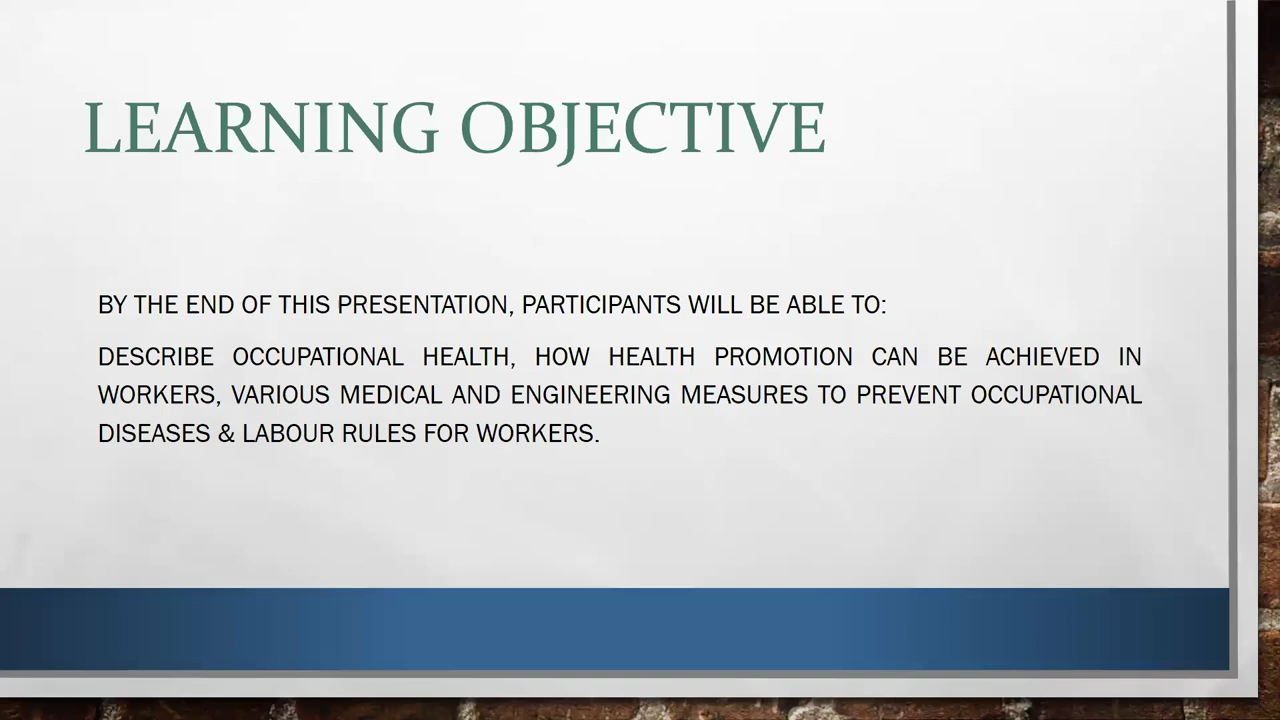 LEARNING OBJECTIVE
BY THE END OF THIS PRESENTATION, PARTICIPANTS WILL BE ABLE TO:
DESCRIBE OCCUPATIONAL HEALTH, HOW HEALTH PROMOTION CAN BE ACHIEVED IN
WORKERS, VARIOUS MEDICAL AND ENGINEERING MEASURES TO PREVENT OCCUPATIONAL
DISEASES & LABOUR RULES FOR WORKERS.